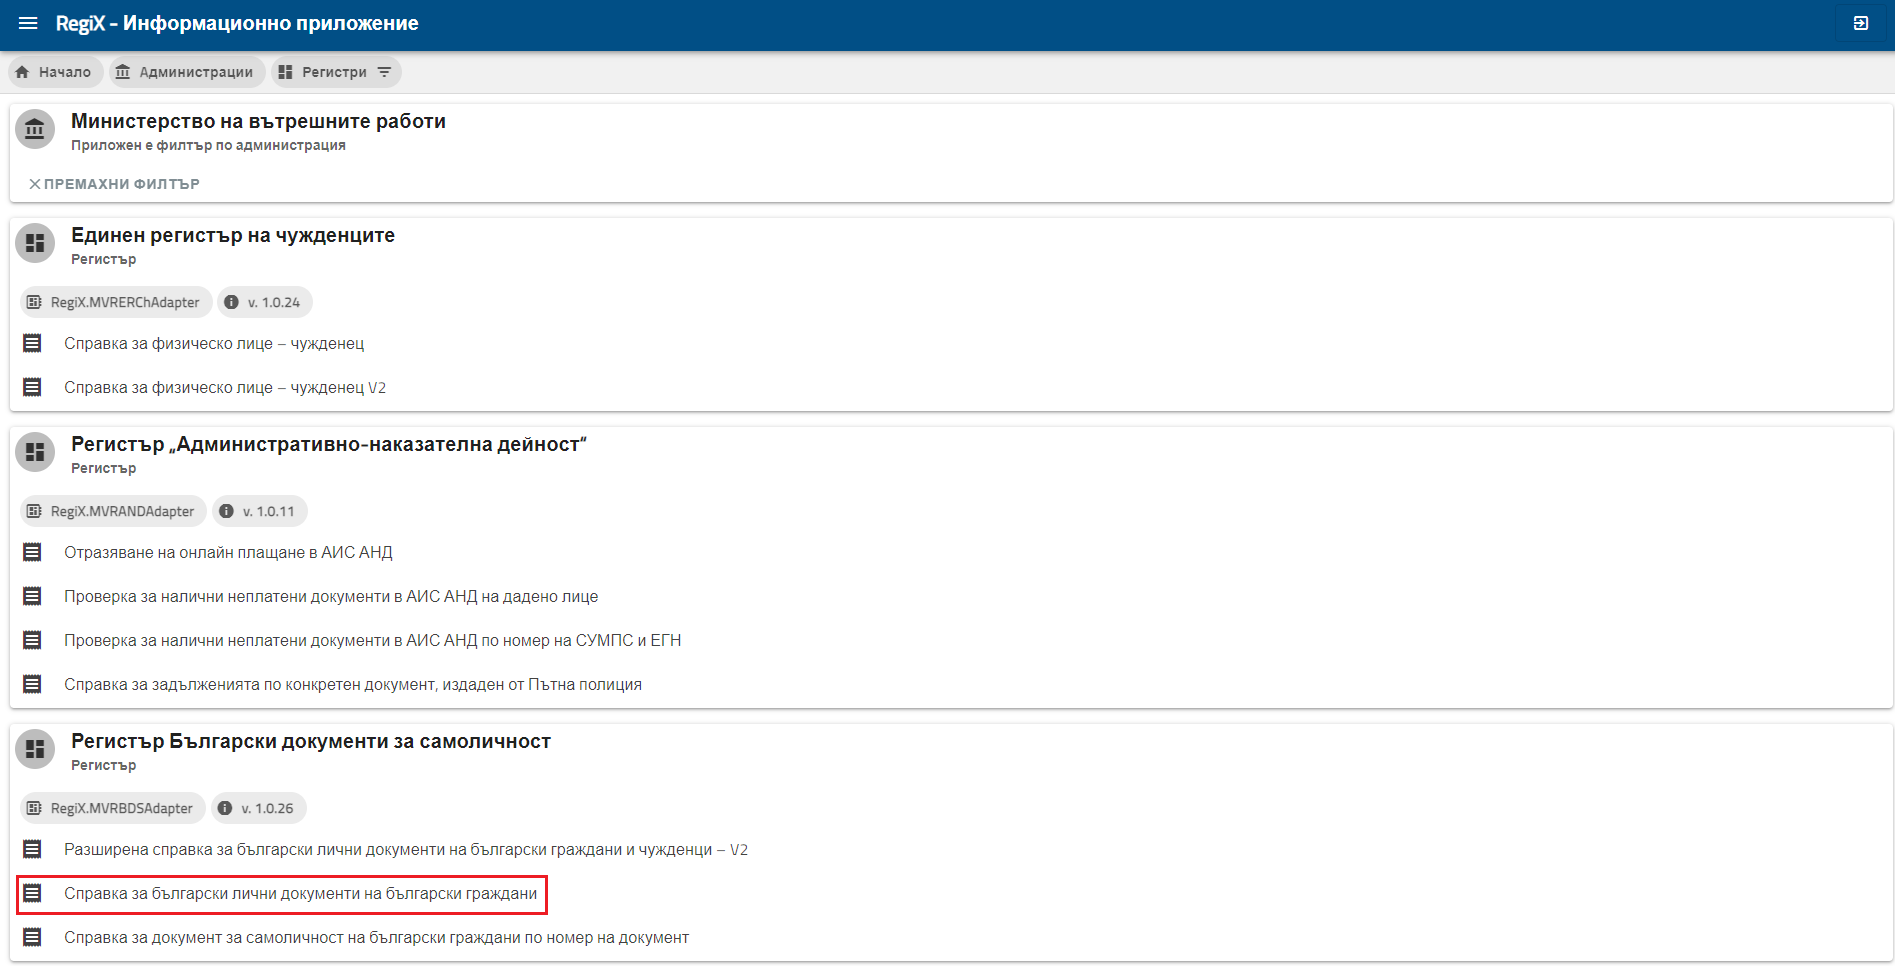 RegiX - Информационно приложение
Начало
Администрации
Регистри
Министерство на вътрешните работи
Приложен е филтър по администрация
ПРЕМАХНИ ФИЛТЪР
Единен регистър на чужденците
Регистър
RegiX.MVRERChAdapter
v. 1.0.24
Справка за физическо лице – чужденец
Справка за физическо лице – чужденец V2
Регистър „Административно-наказателна дейност“
Регистър
RegiX.MVRANDAdapter
v. 1.0.11
Отразяване на онлайн плащане в АИС АНД
Проверка за налични неплатени документи в АИС АНД на дадено лице
Проверка за налични неплатени документи в АИС АНД по номер на СУМПС и ЕГН
Справка за задълженията по конкретен документ, издаден от Пътна полиция
Регистър Български документи за самоличност
Регистър
RegiX.MVRBDSAdapter
v. 1.0.26
Разширена справка за български лични документи на български граждани и чужденци – V2
Справка за български лични документи на български граждани
Справка за документ за самоличност на български граждани по номер на документ